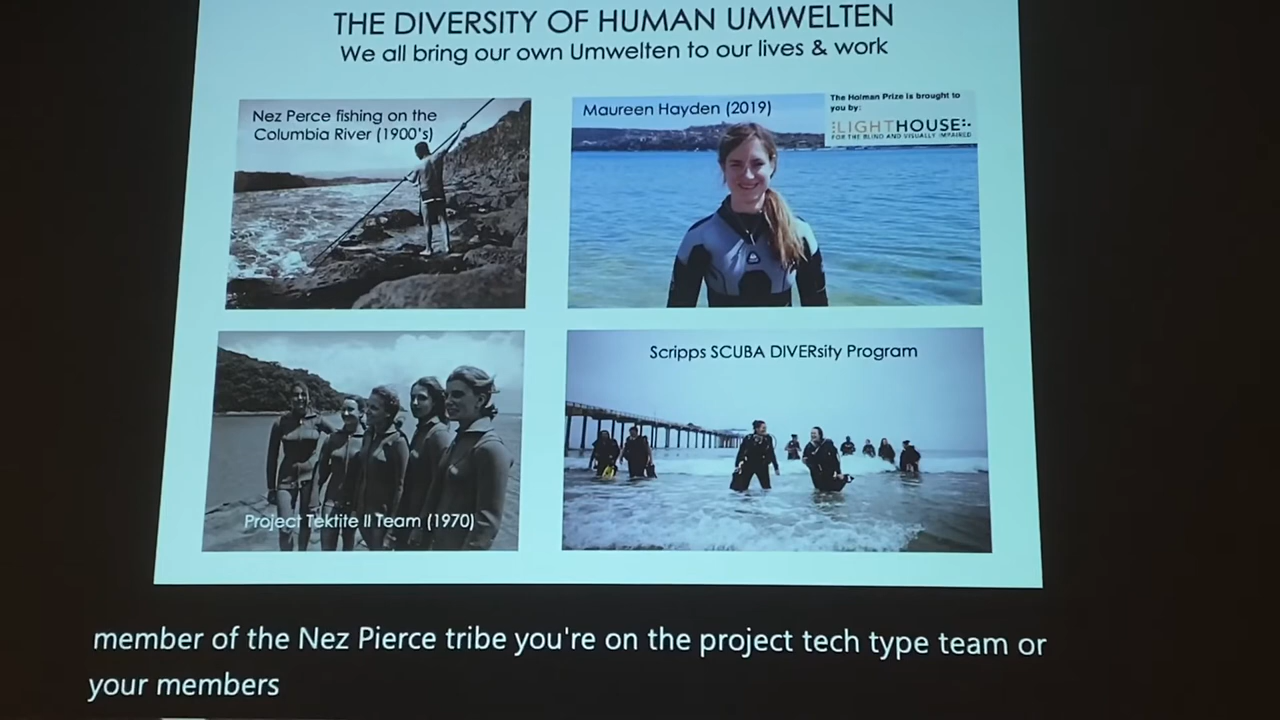 THE DIVERSITY OF HUMAN UMWELTEN
We all bring our own Umwelten to our lives & work
Nez Perce fishing on the
Columbia River (1900's)
Maureen Hayden (2019)
The Holman Prize is brought to
you by:
LIGHTHOUSE
FOR THE BLIND AND VISUALLY IMPAIRED
Project Tektite II Team (1970)
Scripps SCUBA DIVERsity Program
member of the Nez Pierce tribe you're on the project tech type team or
your members